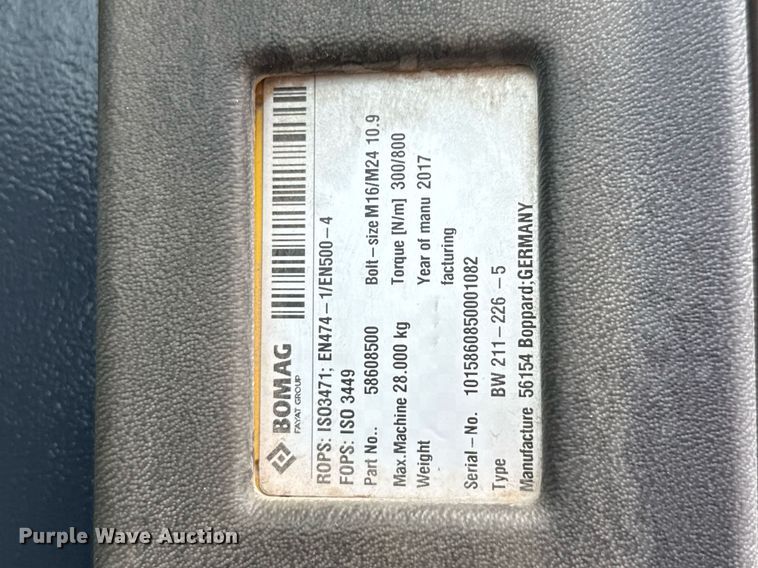 BOMAG
FAYAT GROUP
ROPS: ISO3471; EN474-1/EN500-4
FOPS: ISO 3449
Part No.. 58608500 Bolt-size M16/M24 10.9
Max.Machine 28.000 kg Torque [N/m] 300/800
Weight Year of manu 2017
facturing
Serial-No. 1015860850001082
Type BW 211-226 -5
Manufacture 56154 Boppard;GERMANY
Purple Wave Auction